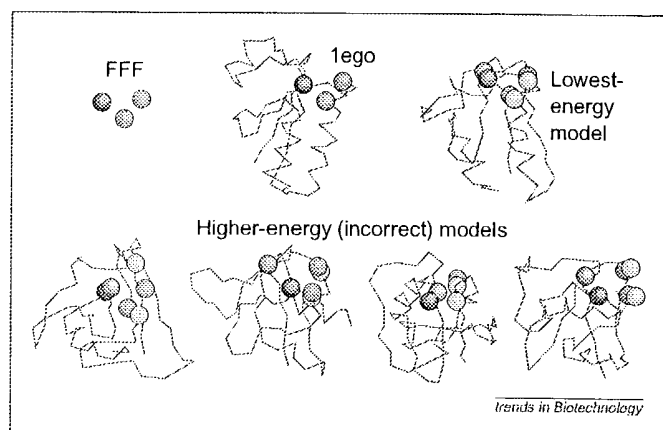 FFF
1ego
Lowest-
energy
model
Higher-energy (incorrect) models
trends in Biotechnology